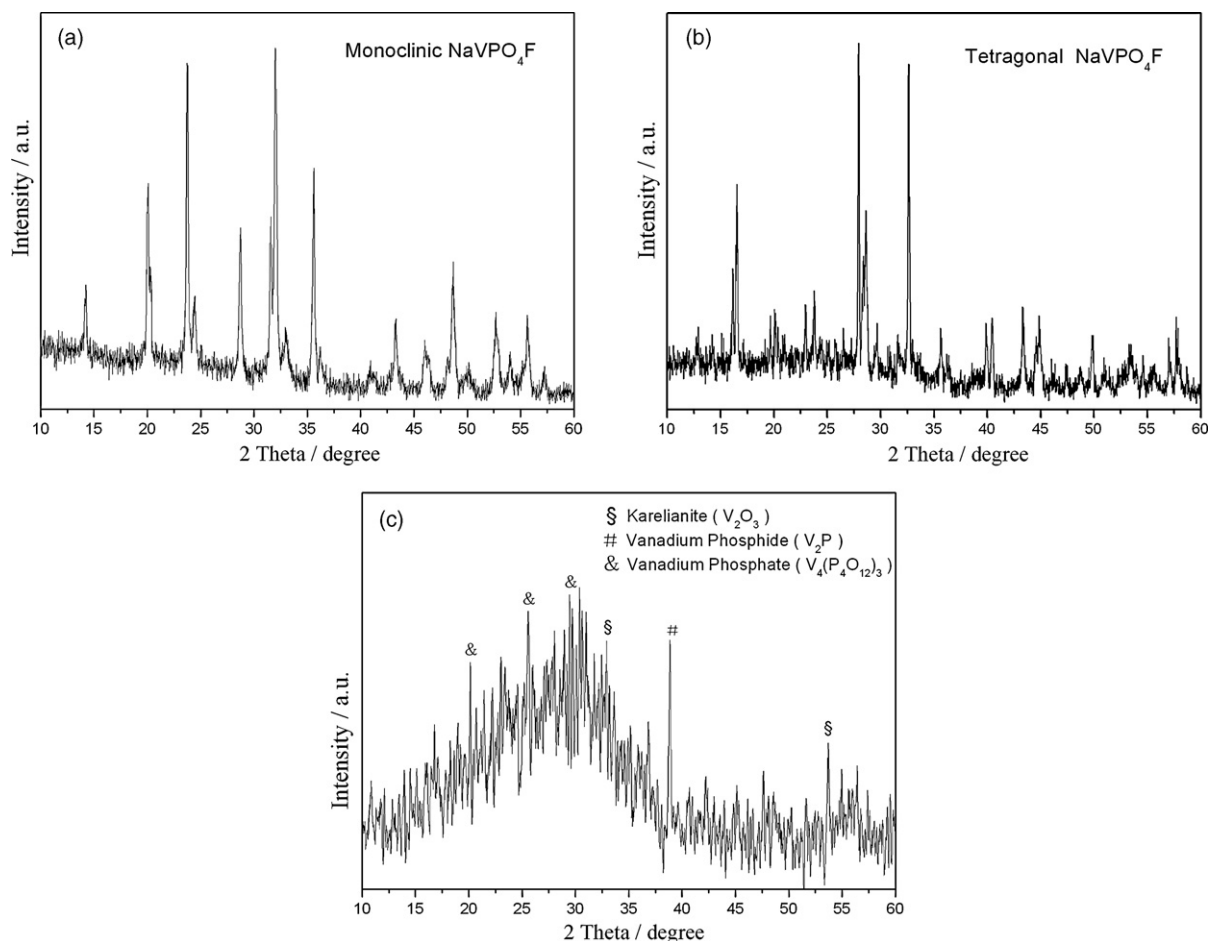 (a)
Monoclinic NaVPO4F
Intensity / a.u.
10 15 20 25 30 35 40 45 50 55 60
2 Theta / degree
(b)
Tetragonal NaVPO4F
Intensity / a.u.
10 15 20 25 30 35 40 45 50 55 60
2 Theta / degree
(c)
§ Karelianite ( V2O3 )
# Vanadium Phosphide ( V2P )
& Vanadium Phosphate ( V4(P4O12)3 )
&
&
&
§
#
§
Intensity / a.u.
10 15 20 25 30 35 40 45 50 55 60
2 Theta / degree